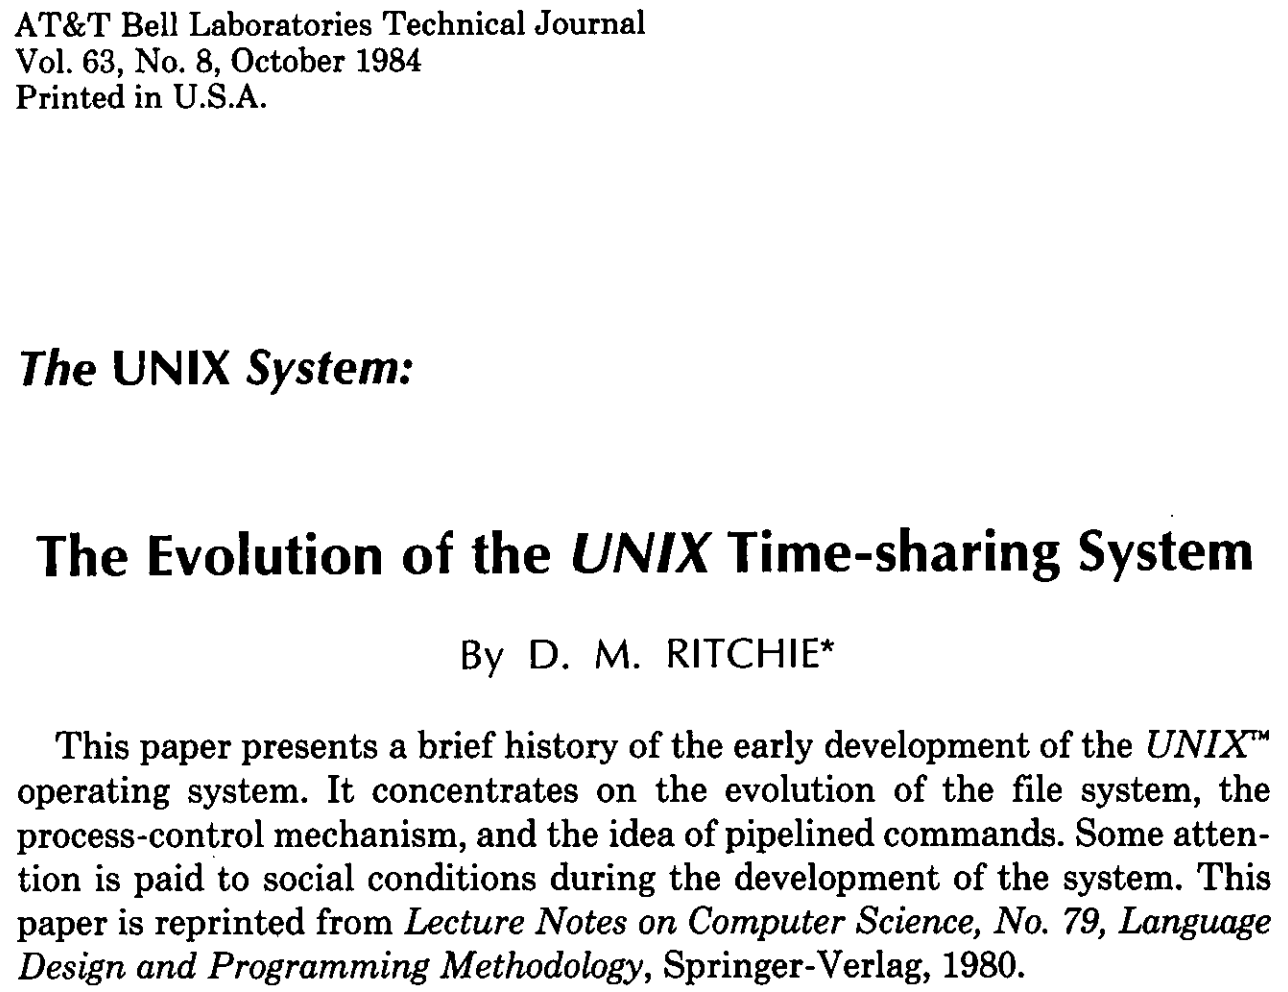 AT&T Bell Laboratories Technical Journal
Vol. 63, No. 8, October 1984
Printed in U.S.A.
The UNIX System:
The Evolution of the UNIX Time-sharing System
By D. M. RITCHIE*
This paper presents a brief history of the early development of the UNIX™
operating system. It concentrates on the evolution of the file system, the
process-control mechanism, and the idea of pipelined commands. Some atten-
tion is paid to social conditions during the development of the system. This
paper is reprinted from Lecture Notes on Computer Science, No. 79, Language
Design and Programming Methodology, Springer-Verlag, 1980.